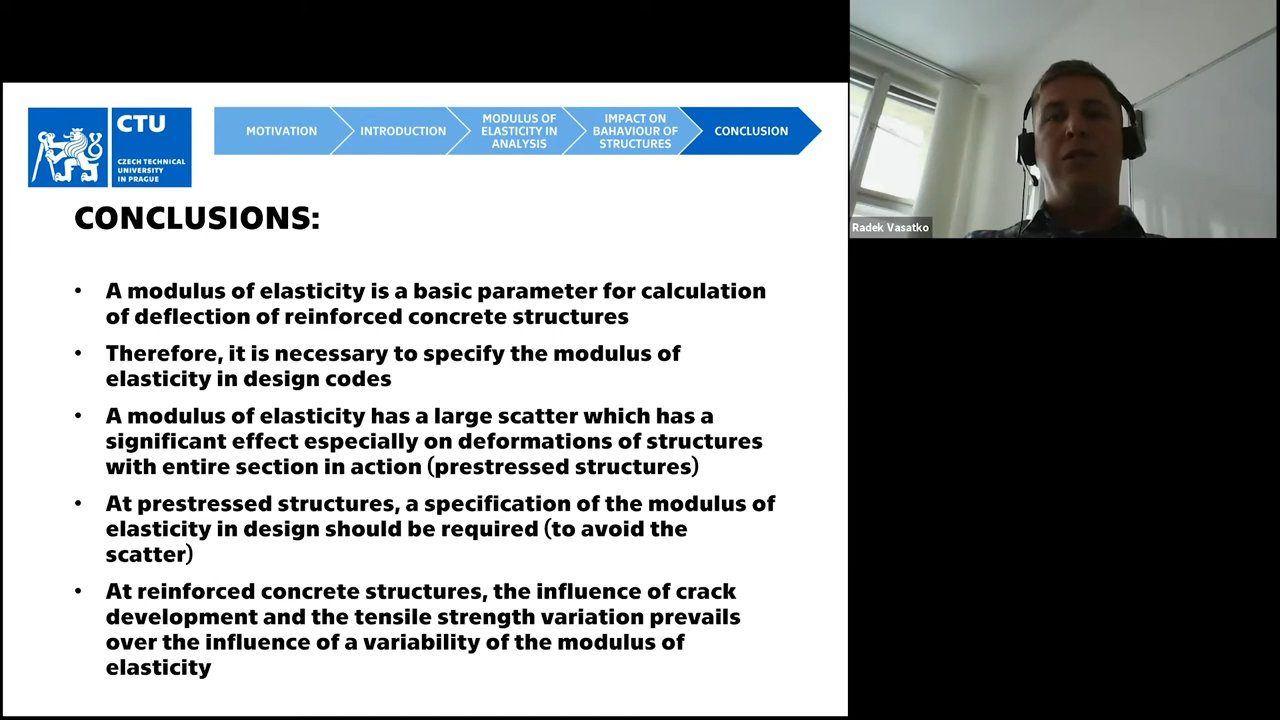 CTU
CZECH TECHNICAL
UNIVERSITY
IN PRAGUE
MOTIVATION
INTRODUCTION
MODULUS OF
ELASTICITY IN
ANALYSIS
IMPACT ON
BAHAVIOUR OF
STRUCTURES
CONCLUSION
Radek Vasatko
CONCLUSIONS:
• A modulus of elasticity is a basic parameter for calculation
of deflection of reinforced concrete structures
• Therefore, it is necessary to specify the modulus of
elasticity in design codes
• A modulus of elasticity has a large scatter which has a
significant effect especially on deformations of structures
with entire section in action (prestressed structures)
• At prestressed structures, a specification of the modulus of
elasticity in design should be required (to avoid the
scatter)
• At reinforced concrete structures, the influence of crack
development and the tensile strength variation prevails
over the influence of a variability of the modulus of
elasticity